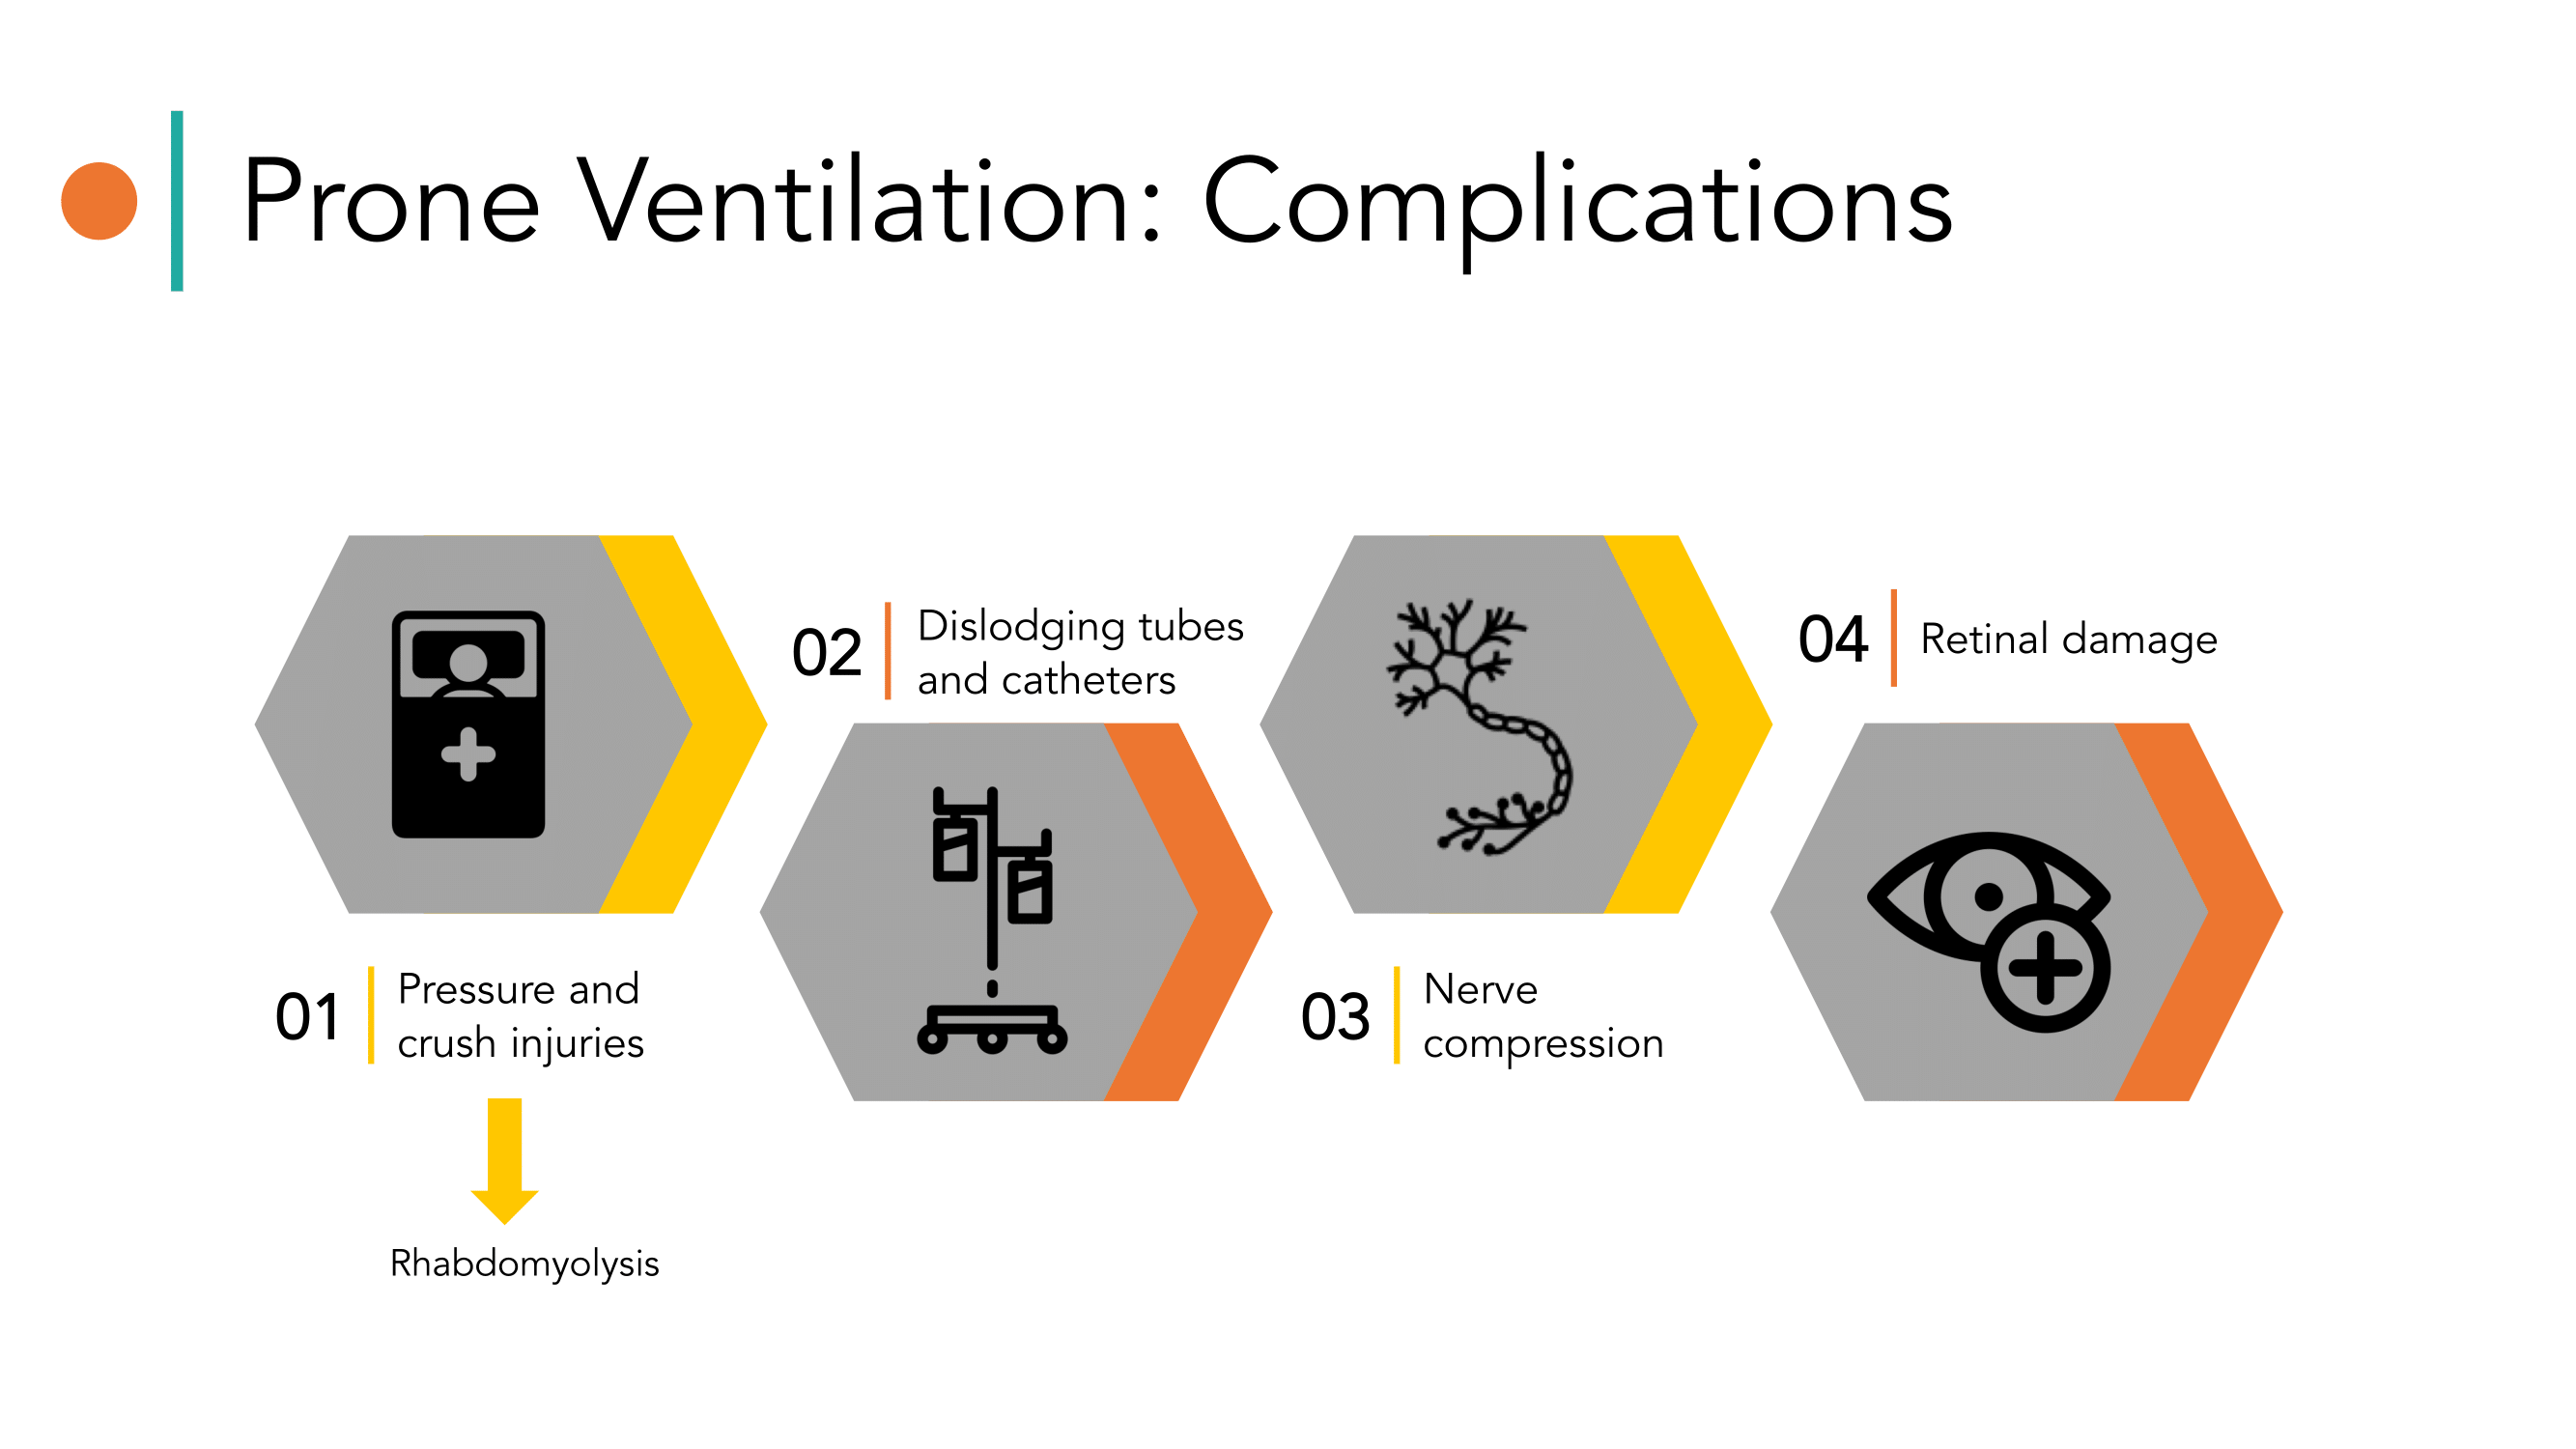 Prone Ventilation: Complications
01
Pressure and
crush injuries
Rhabdomyolysis
02
Dislodging tubes
and catheters
03
Nerve
compression
04
Retinal damage